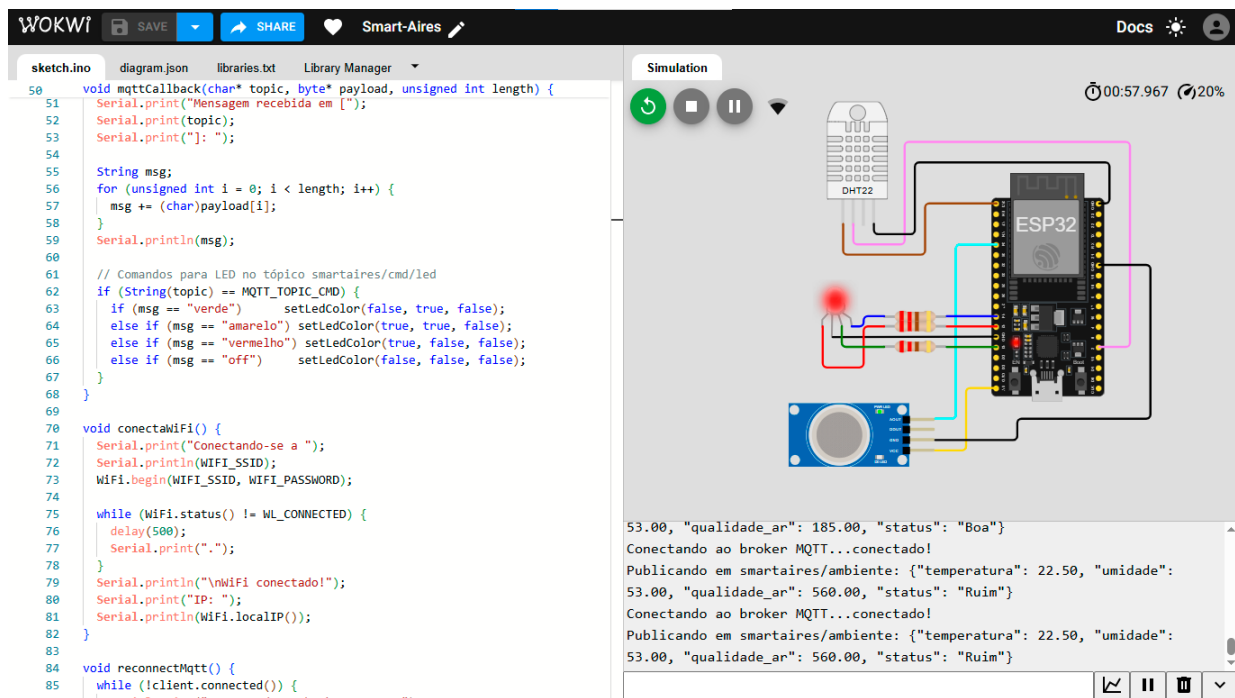 WOKWi SAVE SHARE Smart-Aires Docs
sketch.ino diagram.json libraries.txt Library Manager
50 void mqttCallback(char* topic, byte* payload, unsigned int length) {
51 Serial.print("Mensagem recebida em [");
52 Serial.print(topic);
53 Serial.print("]: ");
54
55 String msg;
56 for (unsigned int i = 0; i < length; i++) {
57 msg += (char)payload[i];
58 }
59 Serial.println(msg);
60
61 // Comandos para LED no tópico smartaires/cmd/led
62 if (String(topic) == MQTT_TOPIC_CMD) {
63 if (msg == "verde") setLedColor(false, true, false);
64 else if (msg == "amarelo") setLedColor(true, true, false);
65 else if (msg == "vermelho") setLedColor(true, false, false);
66 else if (msg == "off") setLedColor(false, false, false);
67 }
68 }
69
70 void conectaWiFi() {
71 Serial.print("Conectando-se a ");
72 Serial.println(WIFI_SSID);
73 WiFi.begin(WIFI_SSID, WIFI_PASSWORD);
74
75 while (WiFi.status() != WL_CONNECTED) {
76 delay(500);
77 Serial.print(".");
78 }
79 Serial.println("\nWiFi conectado!");
80 Serial.print("IP: ");
81 Serial.println(WiFi.localIP());
82 }
83
84 void reconnectMqtt() {
85 while (!client.connected()) {
Simulation
00:57.967 20%
DHT22
ESP32
53.00, "qualidade_ar": 185.00, "status": "Boa"}
Conectando ao broker MQTT...conectado!
Publicando em smartaires/ambiente: {"temperatura": 22.50, "umidade":
53.00, "qualidade_ar": 560.00, "status": "Ruim"}
Conectando ao broker MQTT...conectado!
Publicando em smartaires/ambiente: {"temperatura": 22.50, "umidade":
53.00, "qualidade_ar": 560.00, "status": "Ruim"}